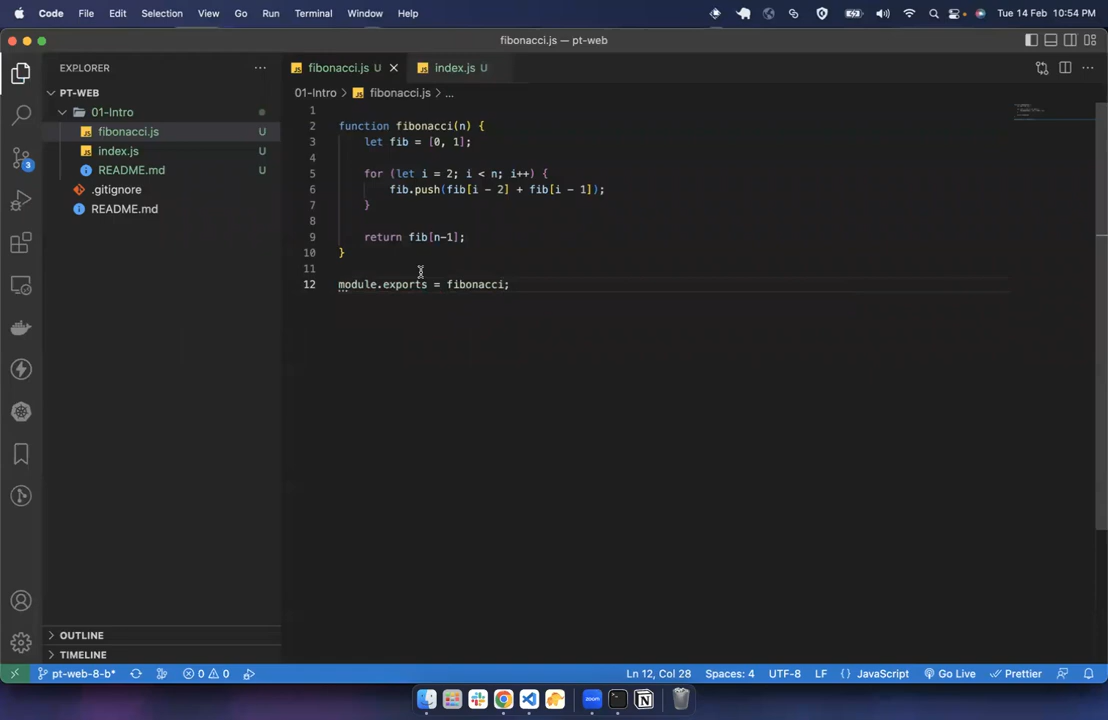 Code File Edit Selection View Go Run Terminal Window Help Tue 14 Feb 10:54 PM
fibonacci.js — pt-web
EXPLORER
fibonacci.js U
index.js U
PT-WEB
01-Intro > fibonacci.js > ...
01-Intro
fibonacci.js U
index.js U
README.md U
.gitignore
README.md
1
2 function fibonacci(n) {
3 let fib = [0, 1];
4
5 for (let i = 2; i < n; i++) {
6 fib.push(fib[i - 2] + fib[i - 1]);
7 }
8
9 return fib[n-1];
10 }
11
12 module.exports = fibonacci;
3
OUTLINE
TIMELINE
pt-web-8-b* 0 0 Ln 12, Col 28 Spaces: 4 UTF-8 LF {} JavaScript Go Live Prettier
zoom